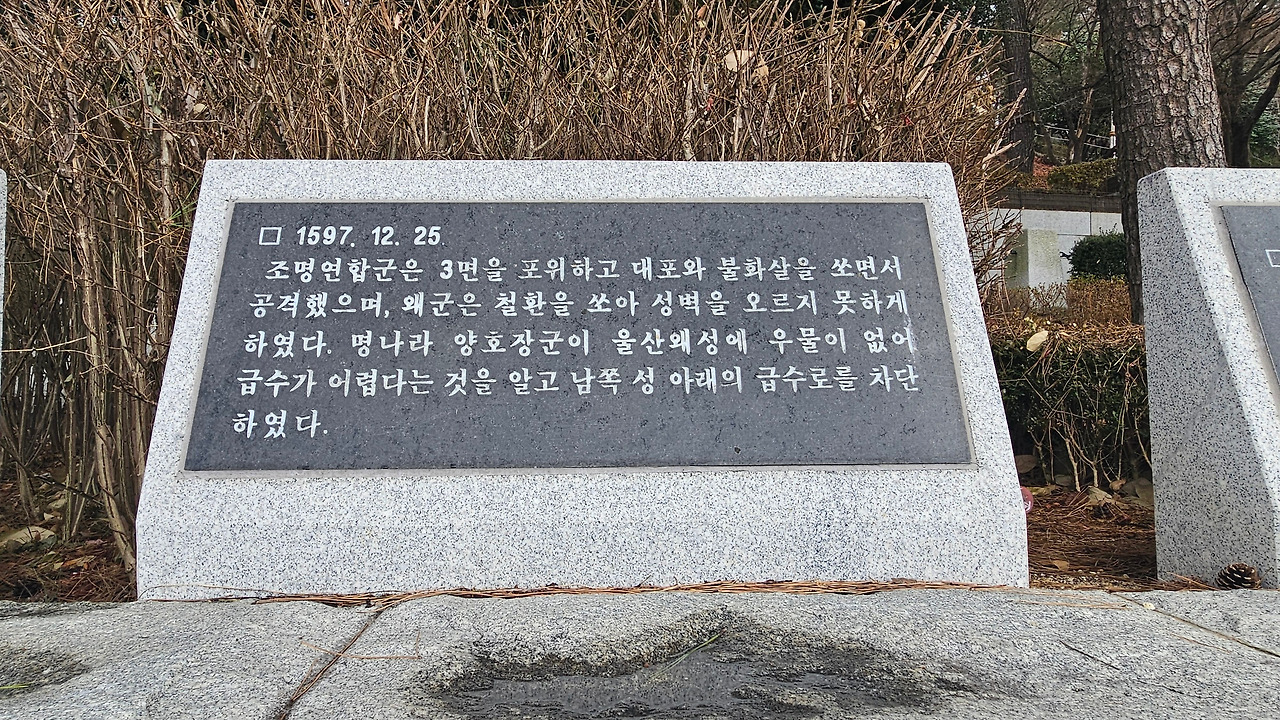 □ 1597. 12. 25.
조명연합군은 3면을 포위하고 대포와 불화살을 쏘면서
공격했으며, 왜군은 철환을 쏘아 성벽을 오르지 못하게
하였다. 명나라 양호장군이 울산왜성에 우물이 없어
급수가 어렵다는 것을 알고 남쪽 성 아래의 급수로를 차단
하였다.